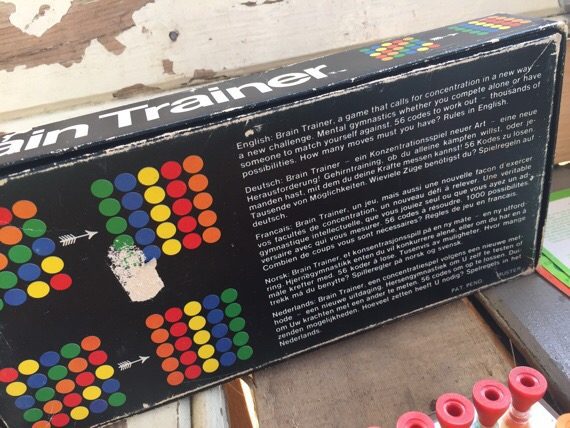 Brain Trainer
ain Trainer ™
English: Brain Trainer, a game that calls for concentration in a new way
a new challenge. Mental gymnastics whether you compete alone or have
someone to match yourself against. 56 codes to work out – thousands of
possibilities. How many moves must you have? Rules in English.
Deutsch: Brain Trainer – ein Konzentrationsspiel neuer Art – eine neue
Herausforderung! Gehirntraining, ob du alleine kämpfen willst, oder je-
manden hast, mit dem du deine Kräfte messen kannst! 56 Kodes zu lösen.
Tausende von Möglichkeiten. Wieviele Züge benötigst du? Spielregeln auf
deutsch.
Francais: Brain Trainer, un jeu, mais aussi une nouvelle façon d'exercer
vos facultés de concentration, un nouveau défi à relever. Une véritable
gymnastique intellectuelle, que vous jouiez seul ou que vous ayez un ad-
versaire avec qui vous mesurer. 56 codes à résoudre. 1000 possibilités.
Combien de coups vous sont nécessaires? Règles de jeu en francais.
Norsk: Brain Trainer, et konsentrasjonsspill på en ny måte – en ny utford-
ring. Hjernegymnastikk enten du vil konkurrere alene eller om du har en å
måle krefter med. 56 koder å løse. Tusenvis av muligheter. Hvor mange
trekk må du benytte? Spilleregler på norsk og svensk.
Nederlands: Brain Trainer, een concentratiespel volgens een nieuwe met-
hode – een nieuwe uitdaging. Hersengymnastiek om U zelf te testen of
om Uw krachten met een ander te meten. 56 codes om op te lossen. Dui-
zenden mogelijkheden. Hoeveel zetten heeft U nodig? Spelregels in het
Nederlands.
PAT PEND